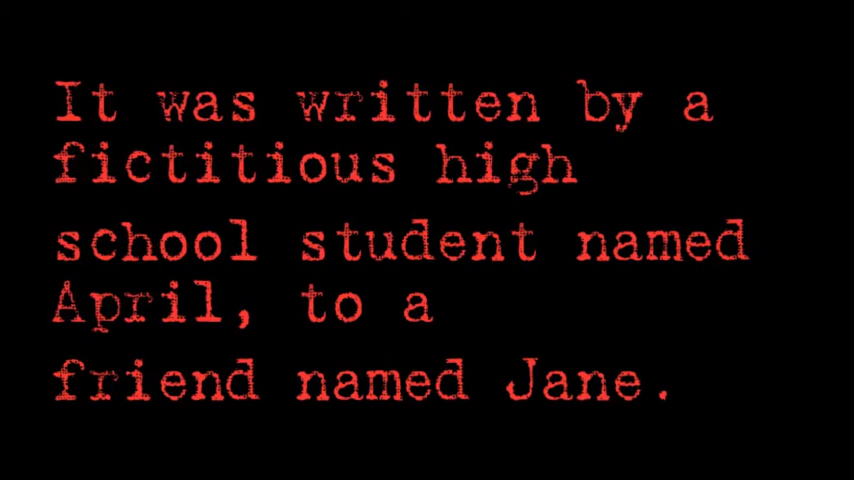 It was written by a
fictitious high
school student named
April, to a
friend named Jane.